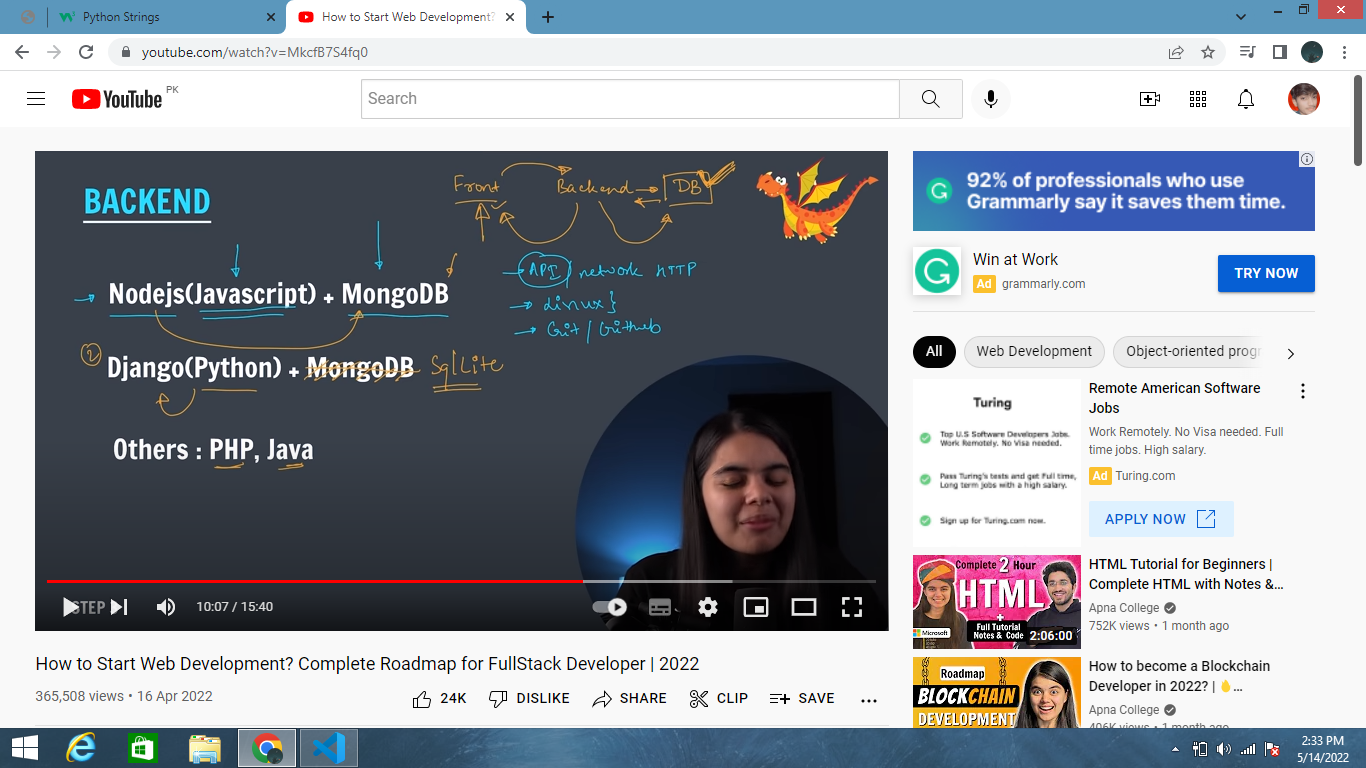 Python Strings
How to Start Web Development?
youtube.com/watch?v=MkcfB7S4fq0
YouTube PK
Search
BACKEND
Front Backend DB
API network HTTP
Nodejs(Javascript) + MongoDB
Linux }
Git / Github
2 Django(Python) + MongoDB SqlLite
Others : PHP, Java
STEP
10:07 / 15:40
How to Start Web Development? Complete Roadmap for FullStack Developer | 2022
365,508 views • 16 Apr 2022
24K DISLIKE SHARE CLIP SAVE
92% of professionals who use
Grammarly say it saves them time.
Win at Work
Ad grammarly.com
TRY NOW
All Web Development Object-oriented progr
Turing
Top U.S Software Developers Jobs.
Work Remotely. No Visa needed.
Pass Turing's tests and get Full time,
Long term jobs with a high salary.
Sign up for Turing.com now.
Remote American Software
Jobs
Work Remotely. No Visa needed. Full
time jobs. High salary.
Ad Turing.com
APPLY NOW
Complete 2 Hour
HTML
+
Full Tutorial
Notes & Code
Microsoft
2:06:00
HTML Tutorial for Beginners |
Complete HTML with Notes &...
Apna College
752K views • 1 month ago
Roadmap
BLOCKCHAIN
DEVELOPMENT
How to become a Blockchain
Developer in 2022? | ✋...
Apna College
406K views • 1 month ago
2:33 PM
5/14/2022